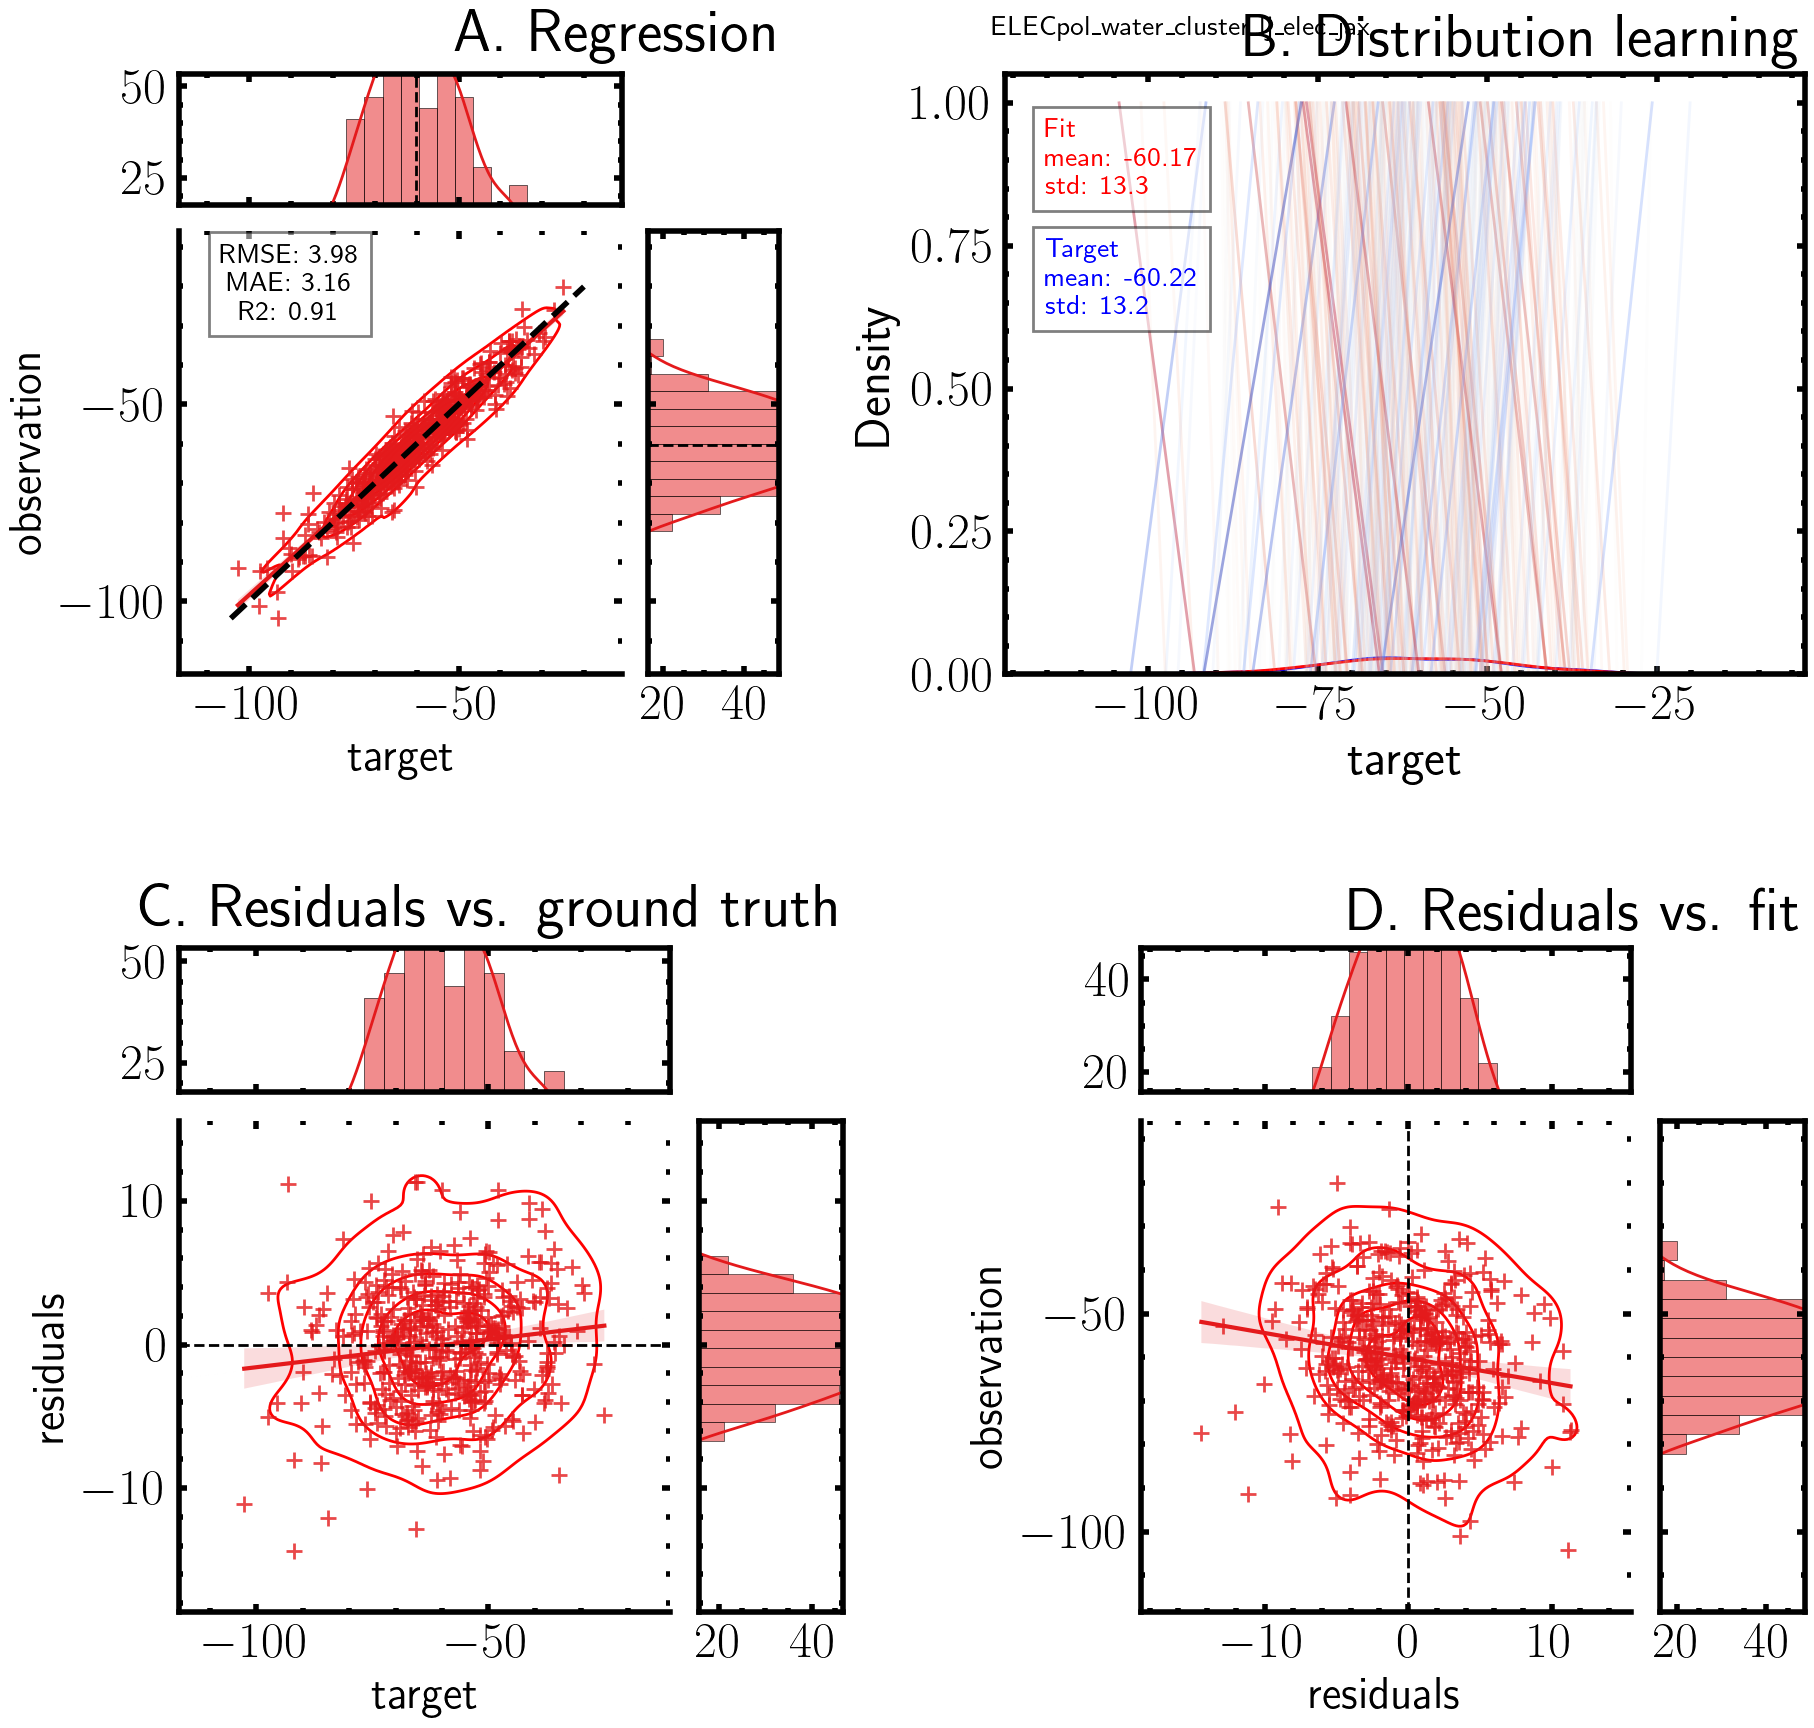 A. Regression
50
25
RMSE: 3.98
MAE: 3.16
R2: 0.91
observation
−50
−100
−100 −50
target
20 40
ELECpol_water_cluster_lj_elec_jax
B. Distribution learning
1.00
0.75
0.50
0.25
0.00
Density
Fit
mean: -60.17
std: 13.3
Target
mean: -60.22
std: 13.2
−100 −75 −50 −25
target
C. Residuals vs. ground truth
50
25
residuals
10
0
−10
−100 −50
target
20 40
D. Residuals vs. fit
40
20
observation
−50
−100
−10 0 10
residuals
20 40